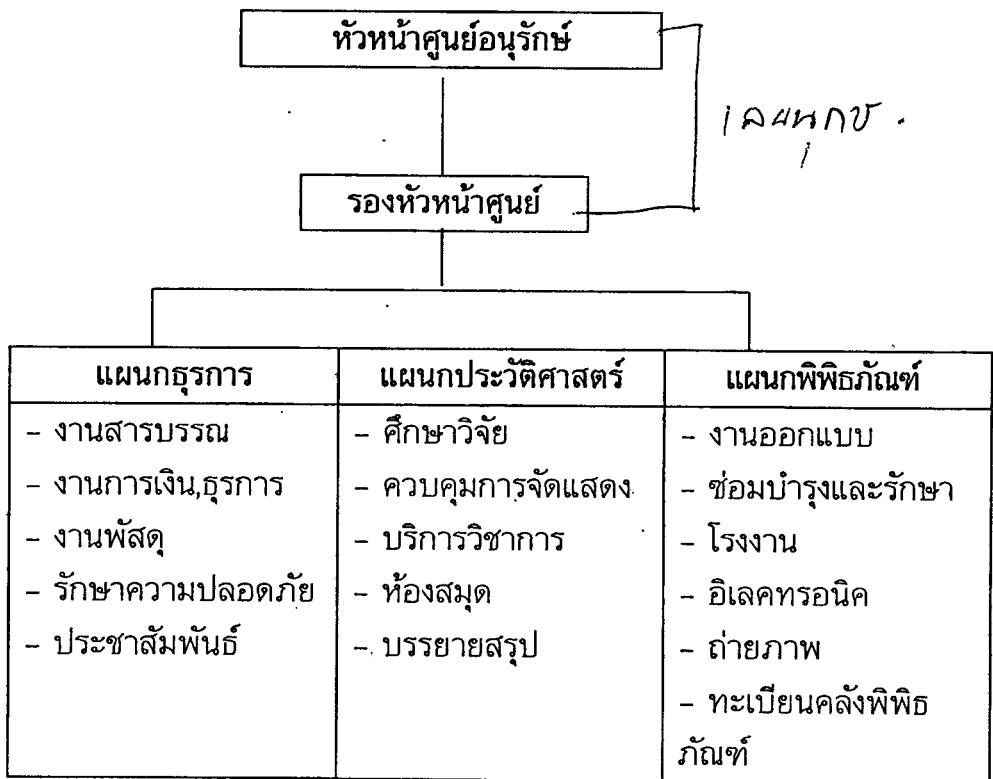 หัวหน้าศูนย์อนุรักษ์
รองหัวหน้าศูนย์
แผนกธุรการ
- งานสารบรรณ
- งานการเงิน,ธุรการ
- งานพัสดุ
- รักษาความปลอดภัย
- ประชาสัมพันธ์
แผนกประวัติศาสตร์
- ศึกษาวิจัย
- ควบคุมการจัดแสดง
- บริการวิชาการ
- ห้องสมุด
- บรรยายสรุป
แผนกพิพิธภัณฑ์
- งานออกแบบ
- ซ่อมบำรุงและรักษา
- โรงงาน
- อิเลคทรอนิค
- ถ่ายภาพ
- ทะเบียนคลังพิพิธ
ภัณฑ์